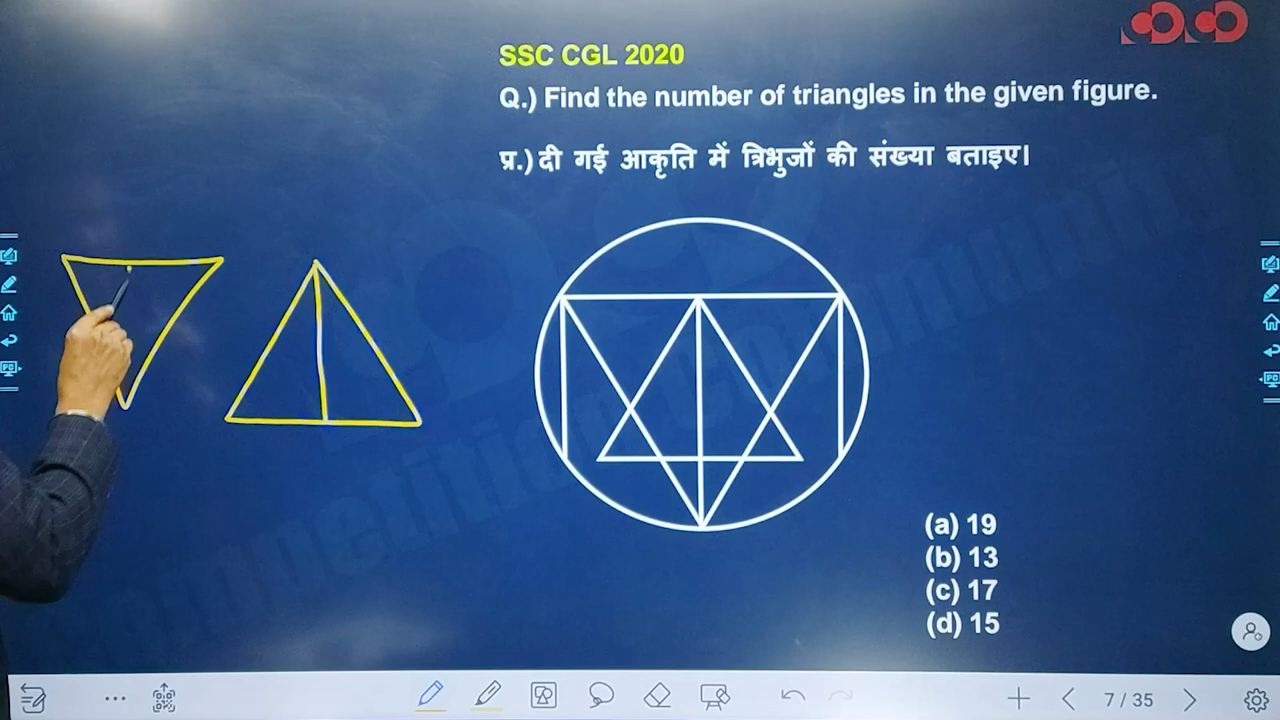 SSC CGL 2020
Q.) Find the number of triangles in the given figure.
प्र.) दी गई आकृति में त्रिभुजों की संख्या बताइए।
(a) 19
(b) 13
(c) 17
(d) 15
7 / 35